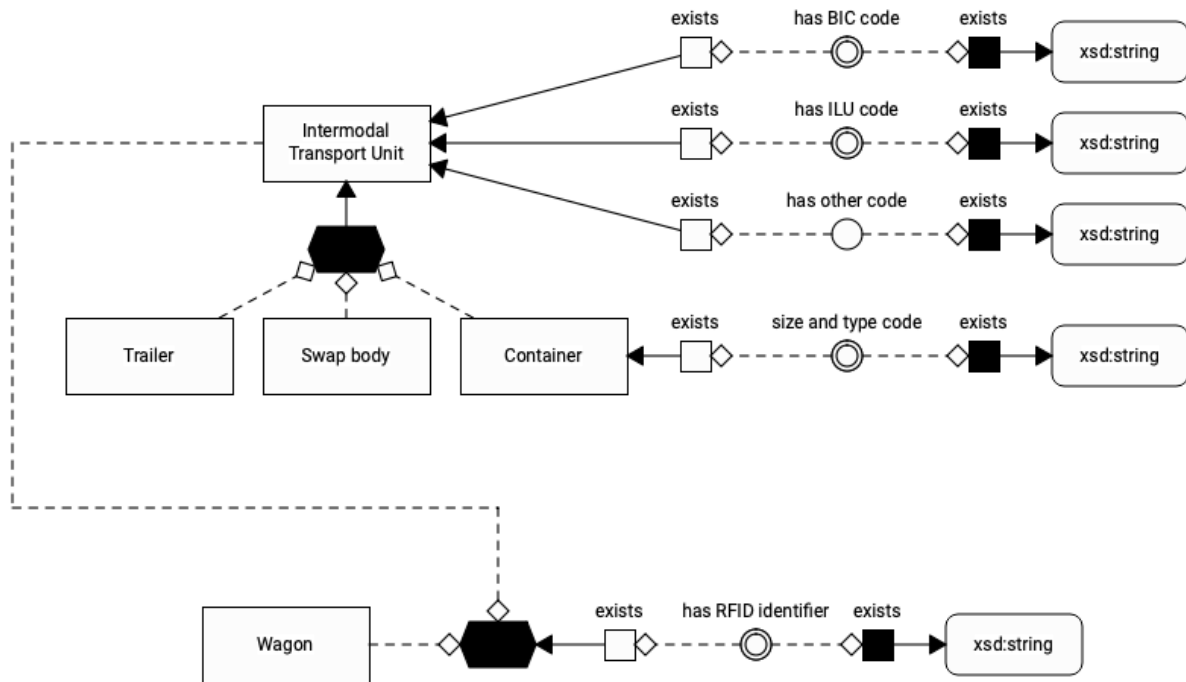 exists
has BIC code
exists
xsd:string
Intermodal
Transport Unit
exists
has ILU code
exists
xsd:string
exists
has other code
exists
xsd:string
Trailer
Swap body
Container
exists
size and type code
exists
xsd:string
Wagon
exists
has RFID identifier
exists
xsd:string